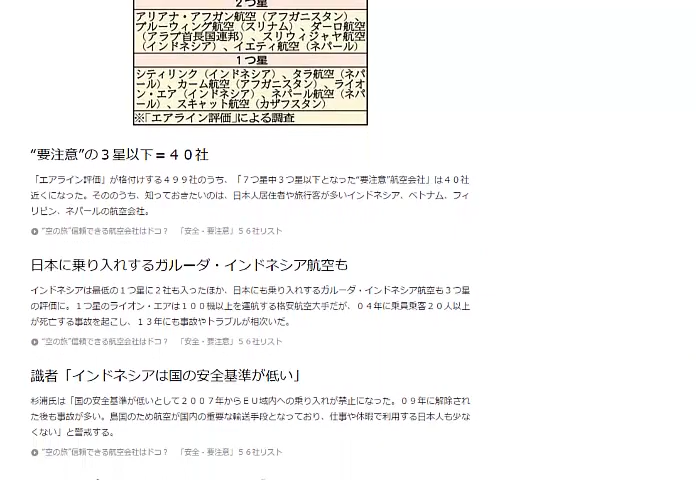 2つ星
アリアナ・アフガン航空（アフガニスタン）、
ブルーウィング航空（スリナム）、ダーロ航空
（アラブ首長国連邦）、スリウィジャヤ航空
（インドネシア）、イエティ航空（ネパール）
1つ星
シティリンク（インドネシア）、タラ航空（ネパ
ール）、カーム航空（アフガニスタン）、ライオ
ン・エア（インドネシア）、ネパール航空（ネパ
ール）、スキャット航空（カザフスタン）
※「エアライン評価」による調査
“要注意”の３星以下＝４０社
「エアライン評価」が格付けする４９９社のうち、「７つ星中３つ星以下となった“要注意”航空会社」は４０社
近くになった。そののうち、知っておきたいのは、日本人居住者や旅行客が多いインドネシア、ベトナム、フィ
リピン、ネパールの航空会社。
“空の旅”信頼できる航空会社はドコ？　「安全・要注意」５６社リスト
日本に乗り入れするガルーダ・インドネシア航空も
インドネシアは最低の１つ星に２社も入ったほか、日本にも乗り入れするガルーダ・インドネシア航空も３つ星
の評価に。１つ星のライオン・エアは１００機以上を運航する格安航空大手だが、０４年に乗員乗客２０人以上
が死亡する事故を起こし、１３年にも事故やトラブルが相次いだ。
“空の旅”信頼できる航空会社はドコ？　「安全・要注意」５６社リスト
識者「インドネシアは国の安全基準が低い」
杉浦氏は「国の安全基準が低いとして２００７年からＥＵ域内への乗り入れが禁止になった。０９年に解除され
た後も事故が多い。島国のため航空が国内の重要な輸送手段となっており、仕事や休暇で利用する日本人も少な
くない」と警戒する。
“空の旅”信頼できる航空会社はドコ？　「安全・要注意」５６社リスト